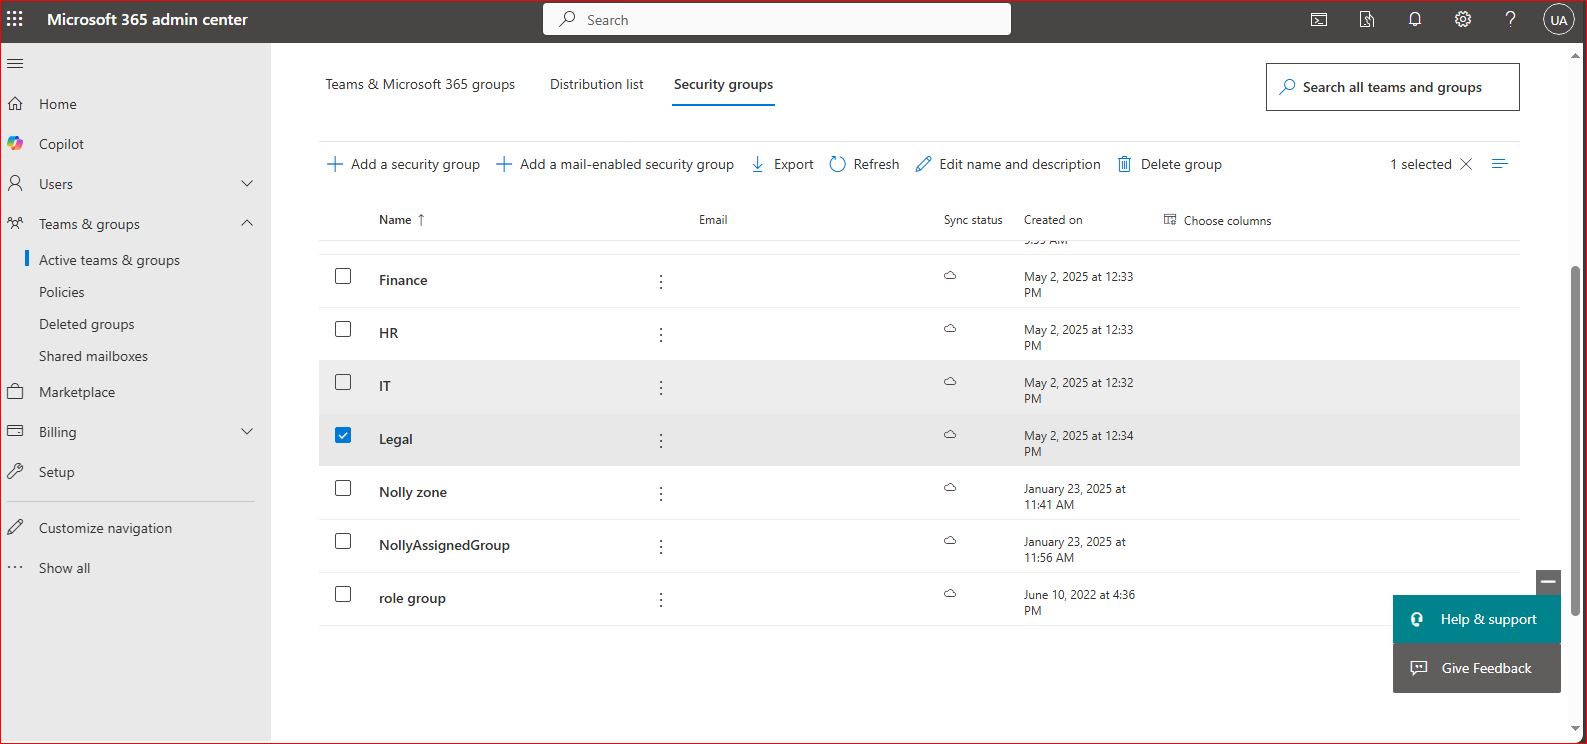 Microsoft 365 admin center
Search
UA
Home
Copilot
Users
Teams & groups
Active teams & groups
Policies
Deleted groups
Shared mailboxes
Marketplace
Billing
Setup
Customize navigation
Show all
Teams & Microsoft 365 groups
Distribution list
Security groups
Search all teams and groups
Add a security group
Add a mail-enabled security group
Export
Refresh
Edit name and description
Delete group
1 selected
Name ↑
Email
Sync status
Created on
Choose columns
Finance
May 2, 2025 at 12:33
PM
HR
May 2, 2025 at 12:33
PM
IT
May 2, 2025 at 12:32
PM
Legal
May 2, 2025 at 12:34
PM
Nolly zone
January 23, 2025 at
11:41 AM
NollyAssignedGroup
January 23, 2025 at
11:56 AM
role group
June 10, 2022 at 4:36
PM
Help & support
Give Feedback